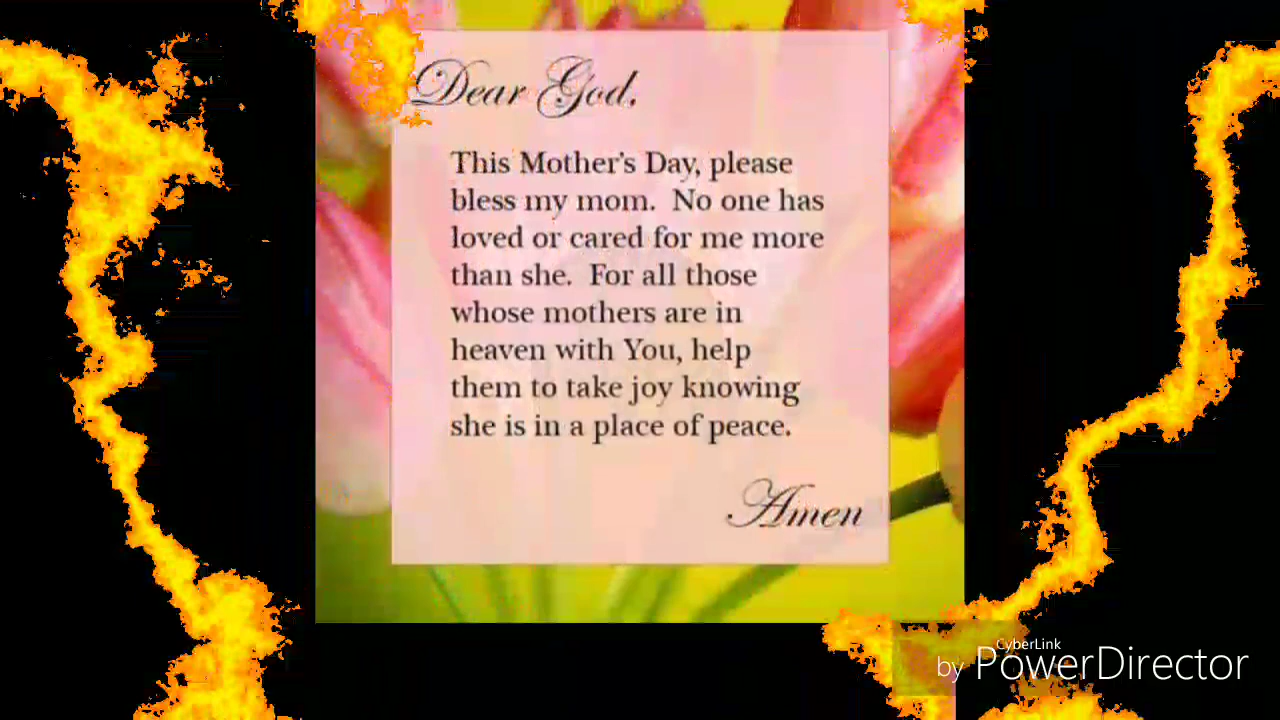 Dear God,
This Mother's Day, please
bless my mom.  No one has
loved or cared for me more
than she.  For all those
whose mothers are in
heaven with You, help
them to take joy knowing
she is in a place of peace.
Amen
CyberLink
by PowerDirector